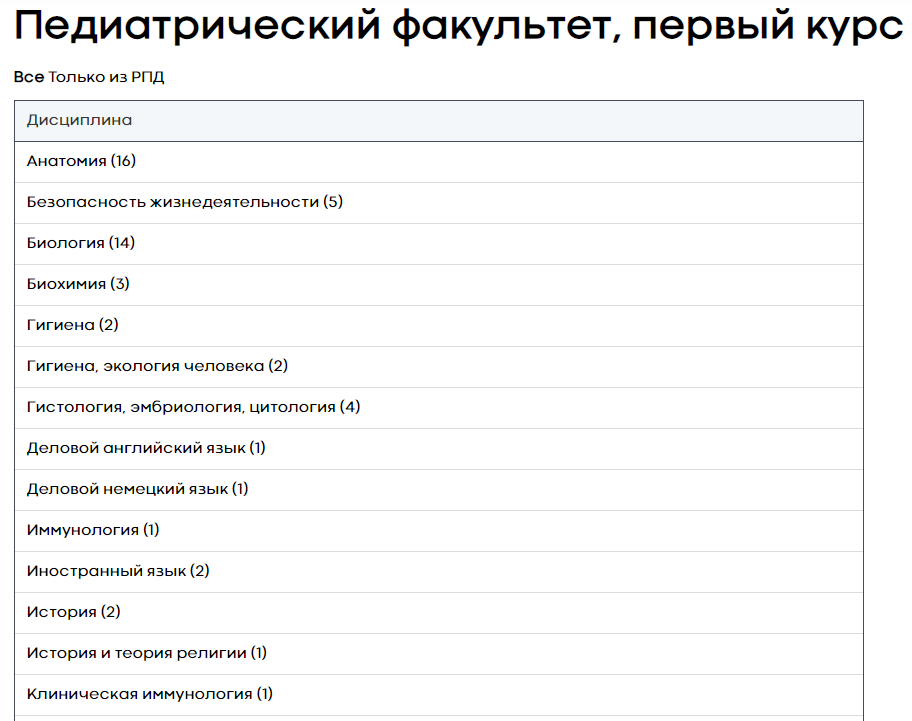 Педиатрический факультет, первый курс
Все Только из РПД
Дисциплина
Анатомия (16)
Безопасность жизнедеятельности (5)
Биология (14)
Биохимия (3)
Гигиена (2)
Гигиена, экология человека (2)
Гистология, эмбриология, цитология (4)
Деловой английский язык (1)
Деловой немецкий язык (1)
Иммунология (1)
Иностранный язык (2)
История (2)
История и теория религии (1)
Клиническая иммунология (1)